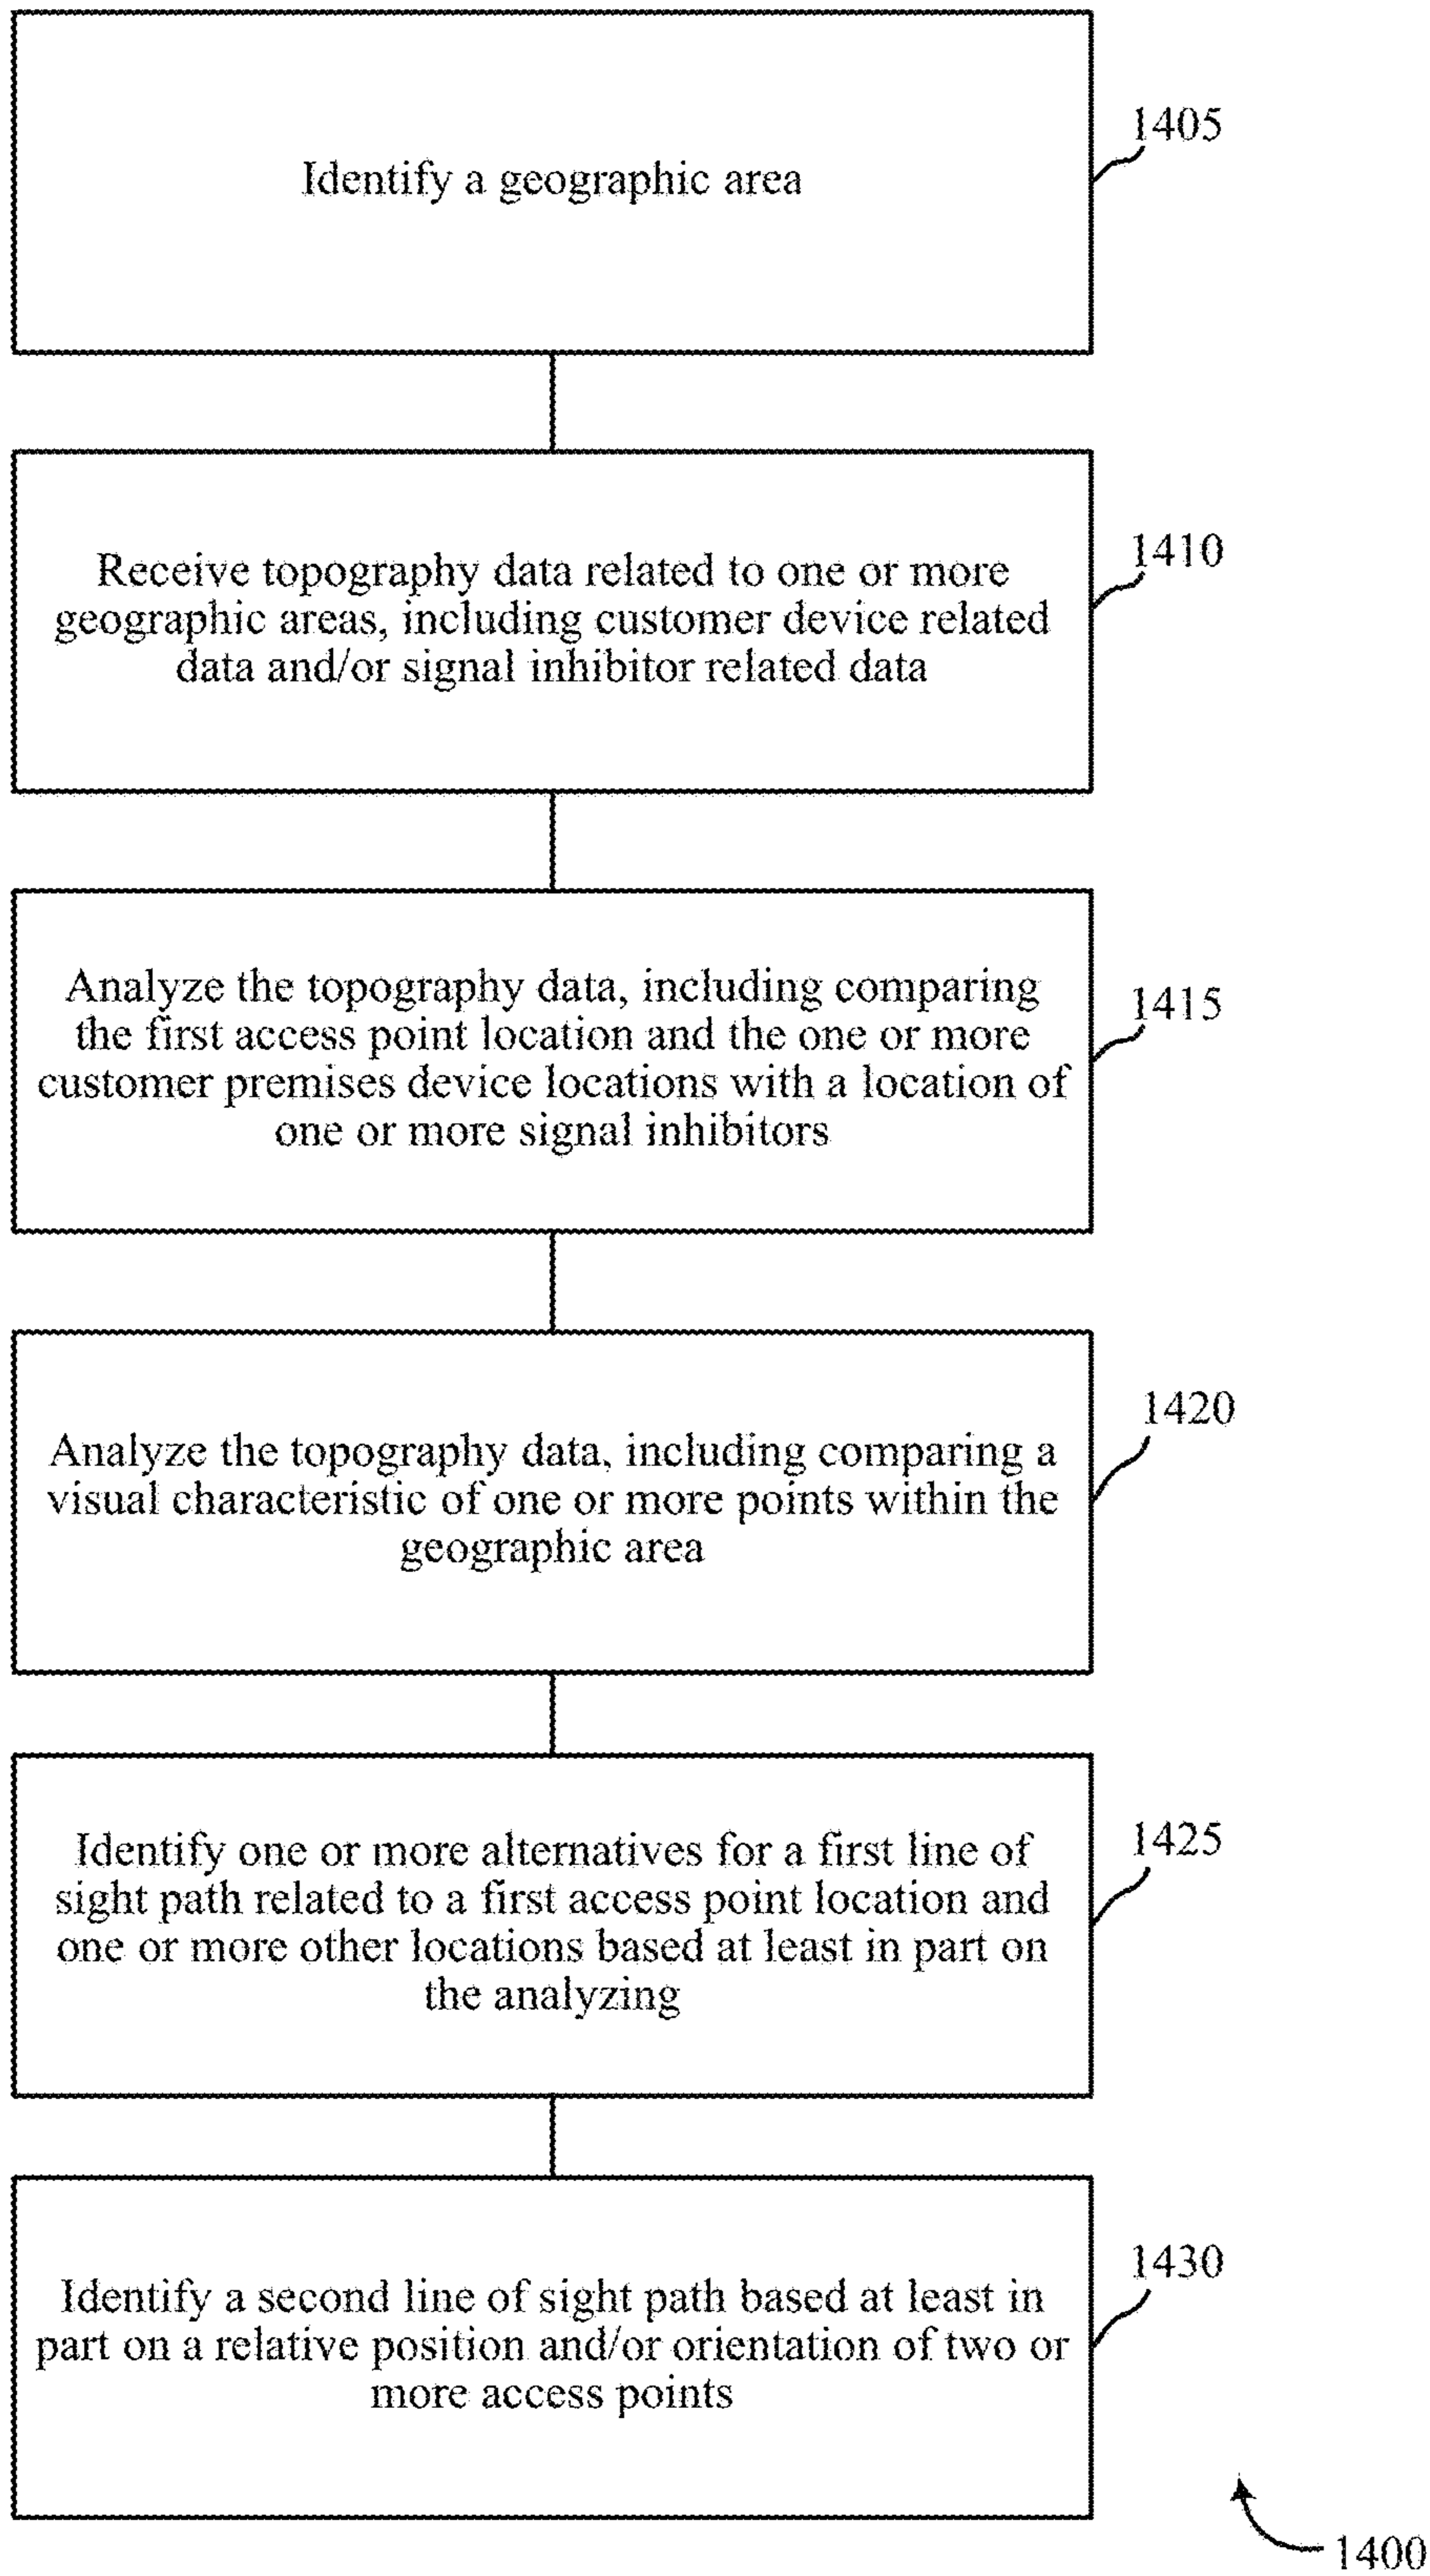 Identify a geographic area
1405
Receive topography data related to one or more
geographic areas, including customer device related
data and/or signal inhibitor related data
1410
Analyze the topography data, including comparing
the first access point location and the one or more
customer premises device locations with a location of
one or more signal inhibitors
1415
Analyze the topography data, including comparing a
visual characteristic of one or more points within the
geographic area
1420
Identify one or more alternatives for a first line of
sight path related to a first access point location and
one or more other locations based at least in part on
the analyzing
1425
Identify a second line of sight path based at least in
part on a relative position and/or orientation of two or
more access points
1430
1400